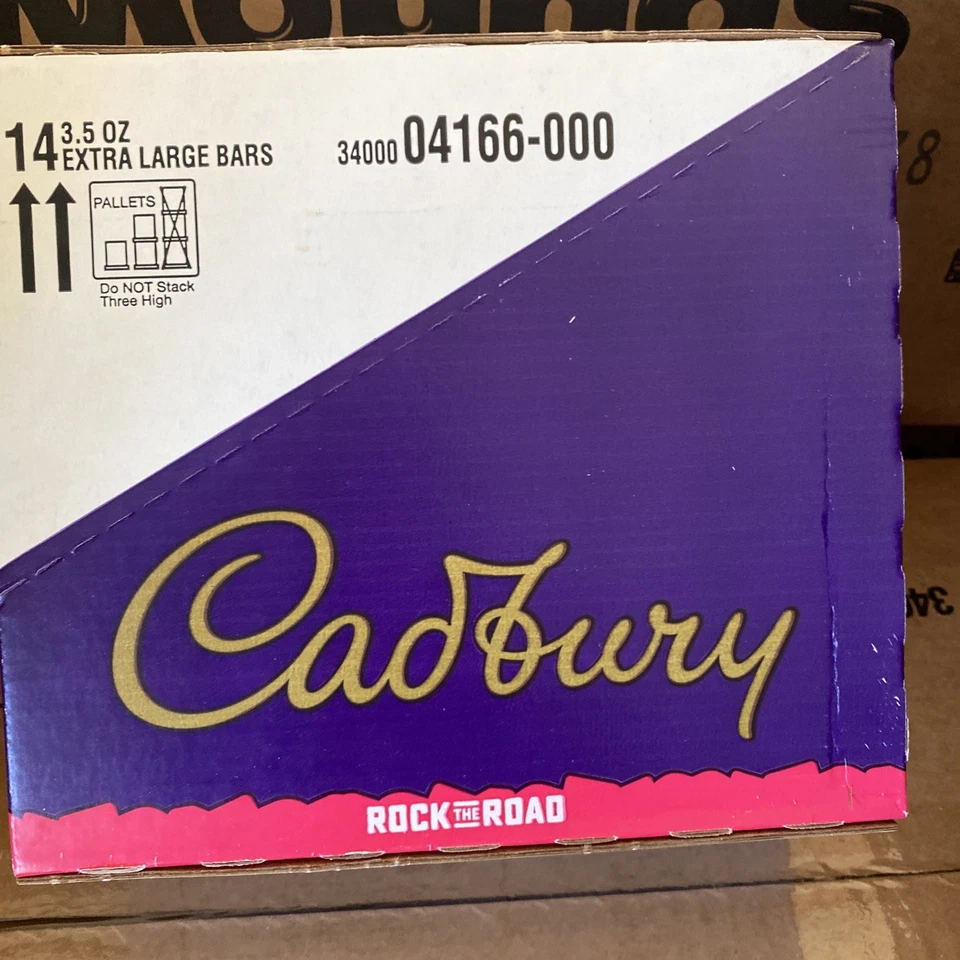 Mounds
14 3.5 OZ
EXTRA LARGE BARS
34000 04166-000
PALLETS
Do NOT Stack
Three High
Cadbury
ROCK THE ROAD